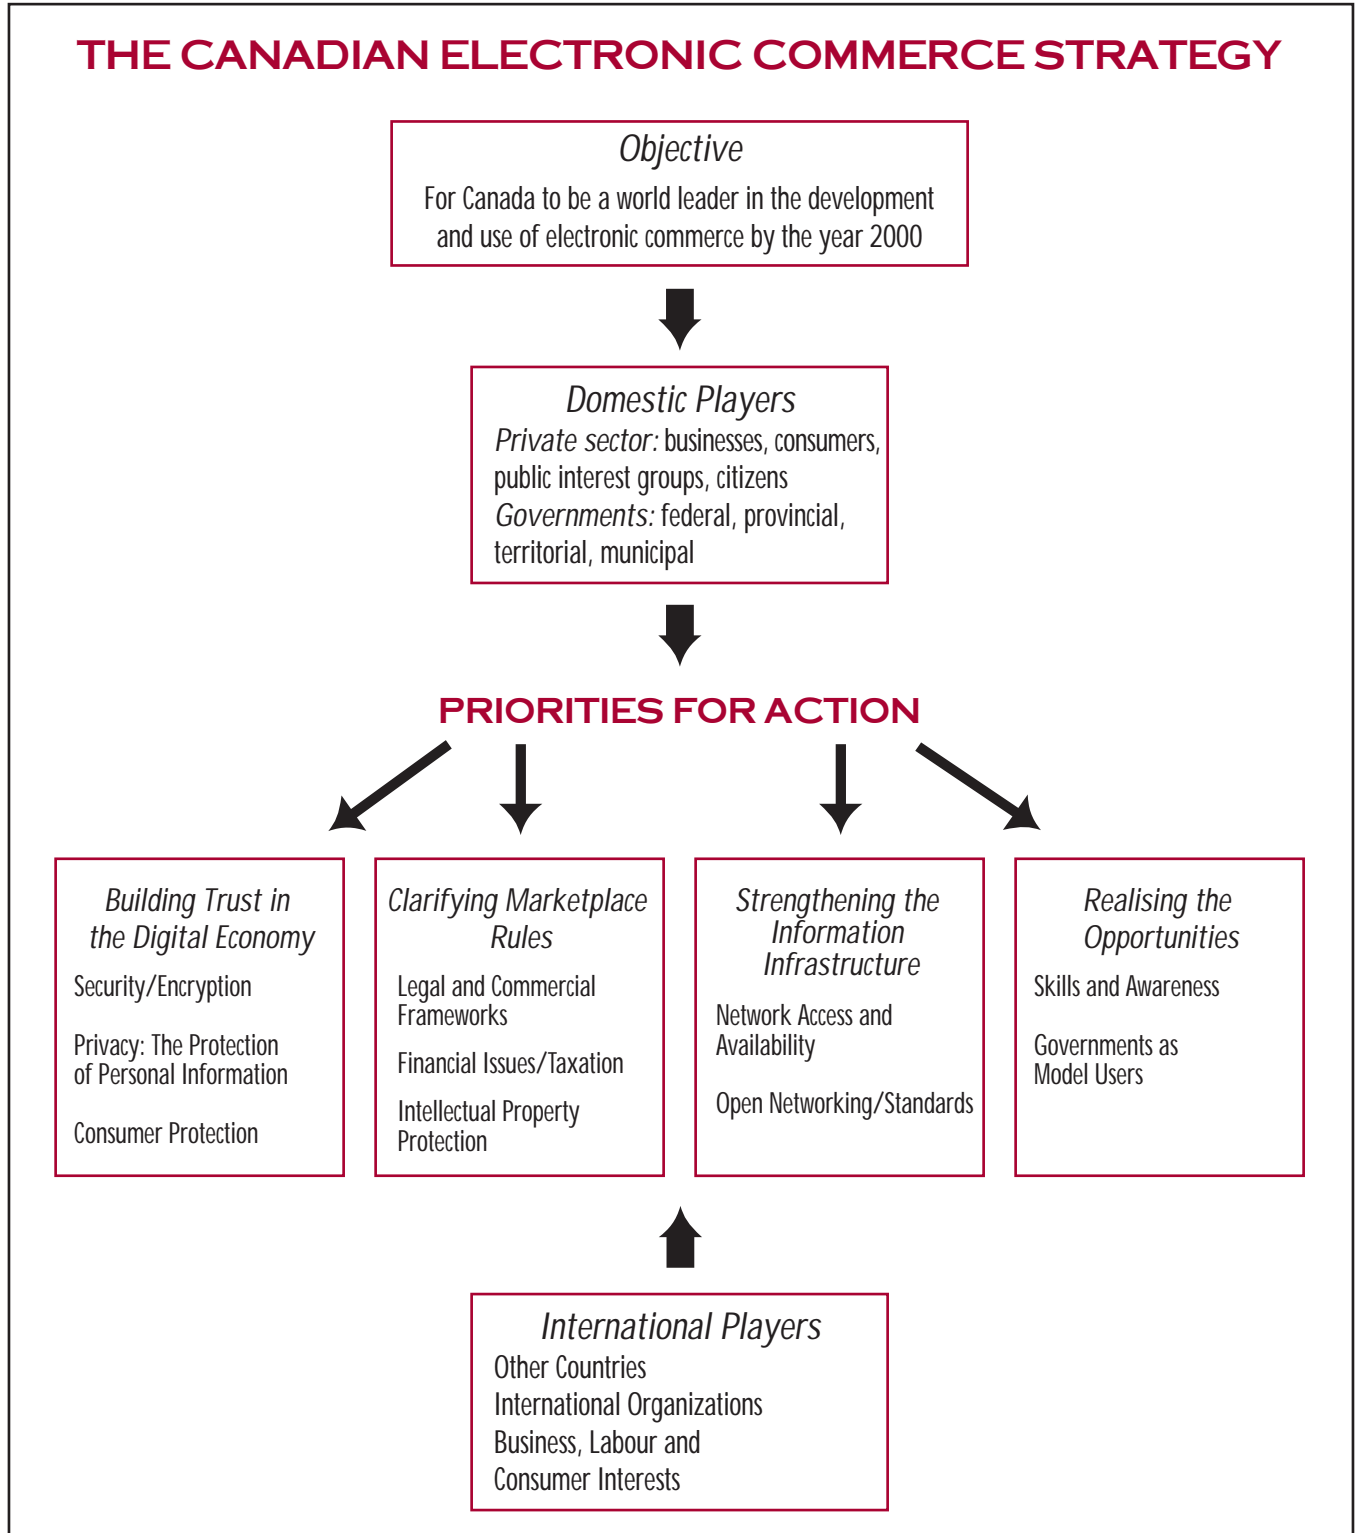 THE CANADIAN ELECTRONIC COMMERCE STRATEGY
Objective
For Canada to be a world leader in the development
and use of electronic commerce by the year 2000
Domestic Players
Private sector: businesses, consumers,
public interest groups, citizens
Governments: federal, provincial,
territorial, municipal
PRIORITIES FOR ACTION
Building Trust in
the Digital Economy
Security/Encryption
Privacy: The Protection
of Personal Information
Consumer Protection
Clarifying Marketplace
Rules
Legal and Commercial
Frameworks
Financial Issues/Taxation
Intellectual Property
Protection
Strengthening the
Information
Infrastructure
Network Access and
Availability
Open Networking/Standards
Realising the
Opportunities
Skills and Awareness
Governments as
Model Users
International Players
Other Countries
International Organizations
Business, Labour and
Consumer Interests